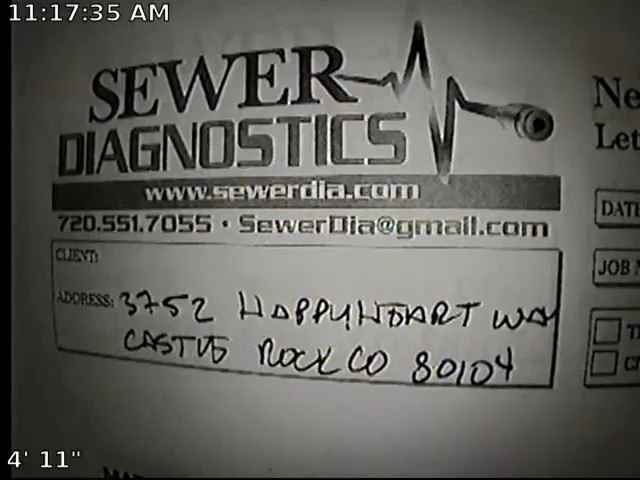 11:17:35 AM
SEWER
DIAGNOSTICS
www.sewerdia.com
720.551.7055 · SewerDia@gmail.com
CLIENT:
ADDRESS: 3752 HAPPYHEART WAY
CASTLE ROCK CO 80104
Ne
Let
DATE
JOB N
T
4' 11"